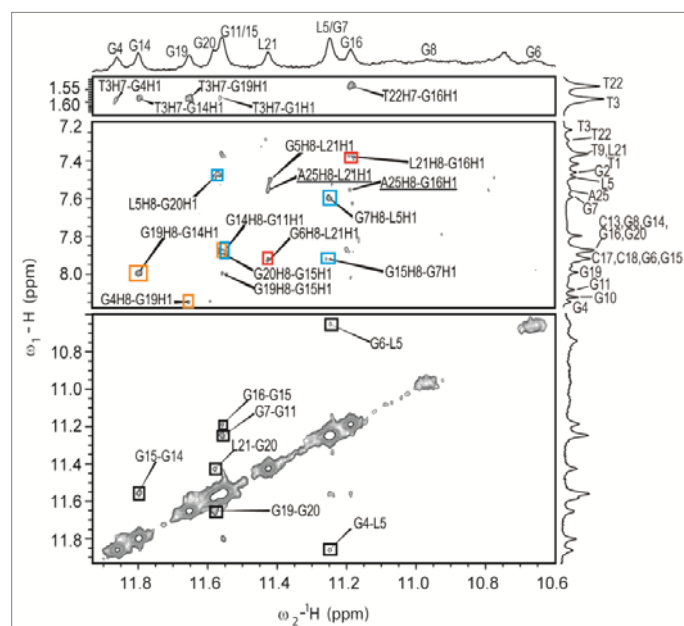 G4 G14 G19 G20 G11/15 L21 L5/G7 G16 G8 G6
1.55
1.60
T3H7-G4H1 T3H7-G19H1
T3H7-G14H1 T3H7-G1H1 T22H7-G16H1
T22
T3
7.2
7.4
7.6
7.8
8.0
G5H8-L21H1 L21H8-G16H1
A25H8-L21H1 A25H8-G16H1
L5H8-G20H1
G14H8-G11H1 G7H8-L5H1
G19H8-G14H1 G6H8-L21H1
G20H8-G15H1 G15H8-G7H1
G19H8-G15H1
G4H8-G19H1
T3
T22
T9,L21
T1
G2
L5
A25
G7
C13,G8,G14,
G16,G20
C17,C18,G6,G15
G19
G11
G10
G4
ω1 - H (ppm)
10.8
11.0
11.2
11.4
11.6
11.8
G6-L5
G16-G15
G7-G11
L21-G20
G15-G14
G19-G20
G4-L5
ω1 - H (ppm)
11.8 11.6 11.4 11.2 11.0 10.8 10.6
ω2-1H (ppm)